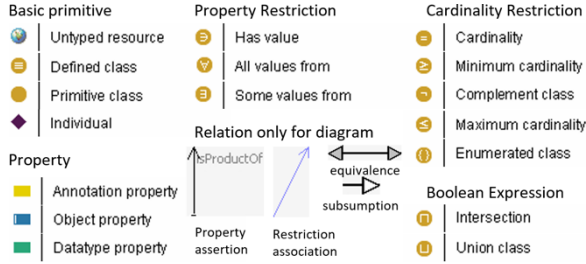 Basic primitive
Untyped resource
Defined class
Primitive class
Individual
Property
Annotation property
Object property
Datatype property
Property Restriction
∋ Has value
∀ All values from
∃ Some values from
Relation only for diagram
isProductOf
equivalence
subsumption
Property assertion
Restriction association
Cardinality Restriction
= Cardinality
≥ Minimum cardinality
¬ Complement class
≤ Maximum cardinality
{} Enumerated class
Boolean Expression
⊓ Intersection
⊔ Union class